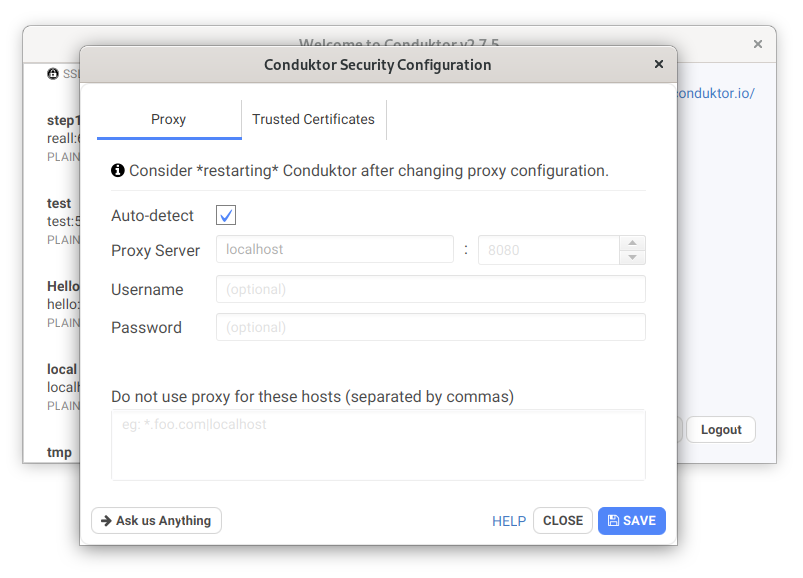 Welcome to Conduktor v2.7.5
Conduktor Security Configuration
Proxy
Trusted Certificates
Consider *restarting* Conduktor after changing proxy configuration.
Auto-detect
Proxy Server
localhost
:
8080
Username
(optional)
Password
(optional)
Do not use proxy for these hosts (separated by commas)
eg: *.foo.com|localhost
Ask us Anything
HELP
CLOSE
SAVE
step1
PLAIN
test
test:5
PLAIN
Hello
hello:
PLAIN
local
PLAIN
tmp
conduktor.io/
Logout